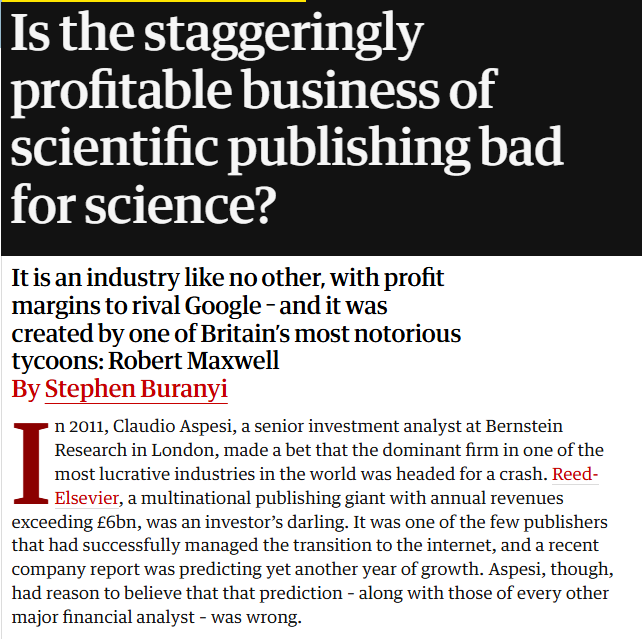 Is the staggeringly
profitable business of
scientific publishing bad
for science?
It is an industry like no other, with profit
margins to rival Google – and it was
created by one of Britain's most notorious
tycoons: Robert Maxwell
By Stephen Buranyi
In 2011, Claudio Aspesi, a senior investment analyst at Bernstein
Research in London, made a bet that the dominant firm in one of the
most lucrative industries in the world was headed for a crash. Reed-
Elsevier, a multinational publishing giant with annual revenues
exceeding £6bn, was an investor's darling. It was one of the few publishers
that had successfully managed the transition to the internet, and a recent
company report was predicting yet another year of growth. Aspesi, though,
had reason to believe that that prediction – along with those of every other
major financial analyst – was wrong.